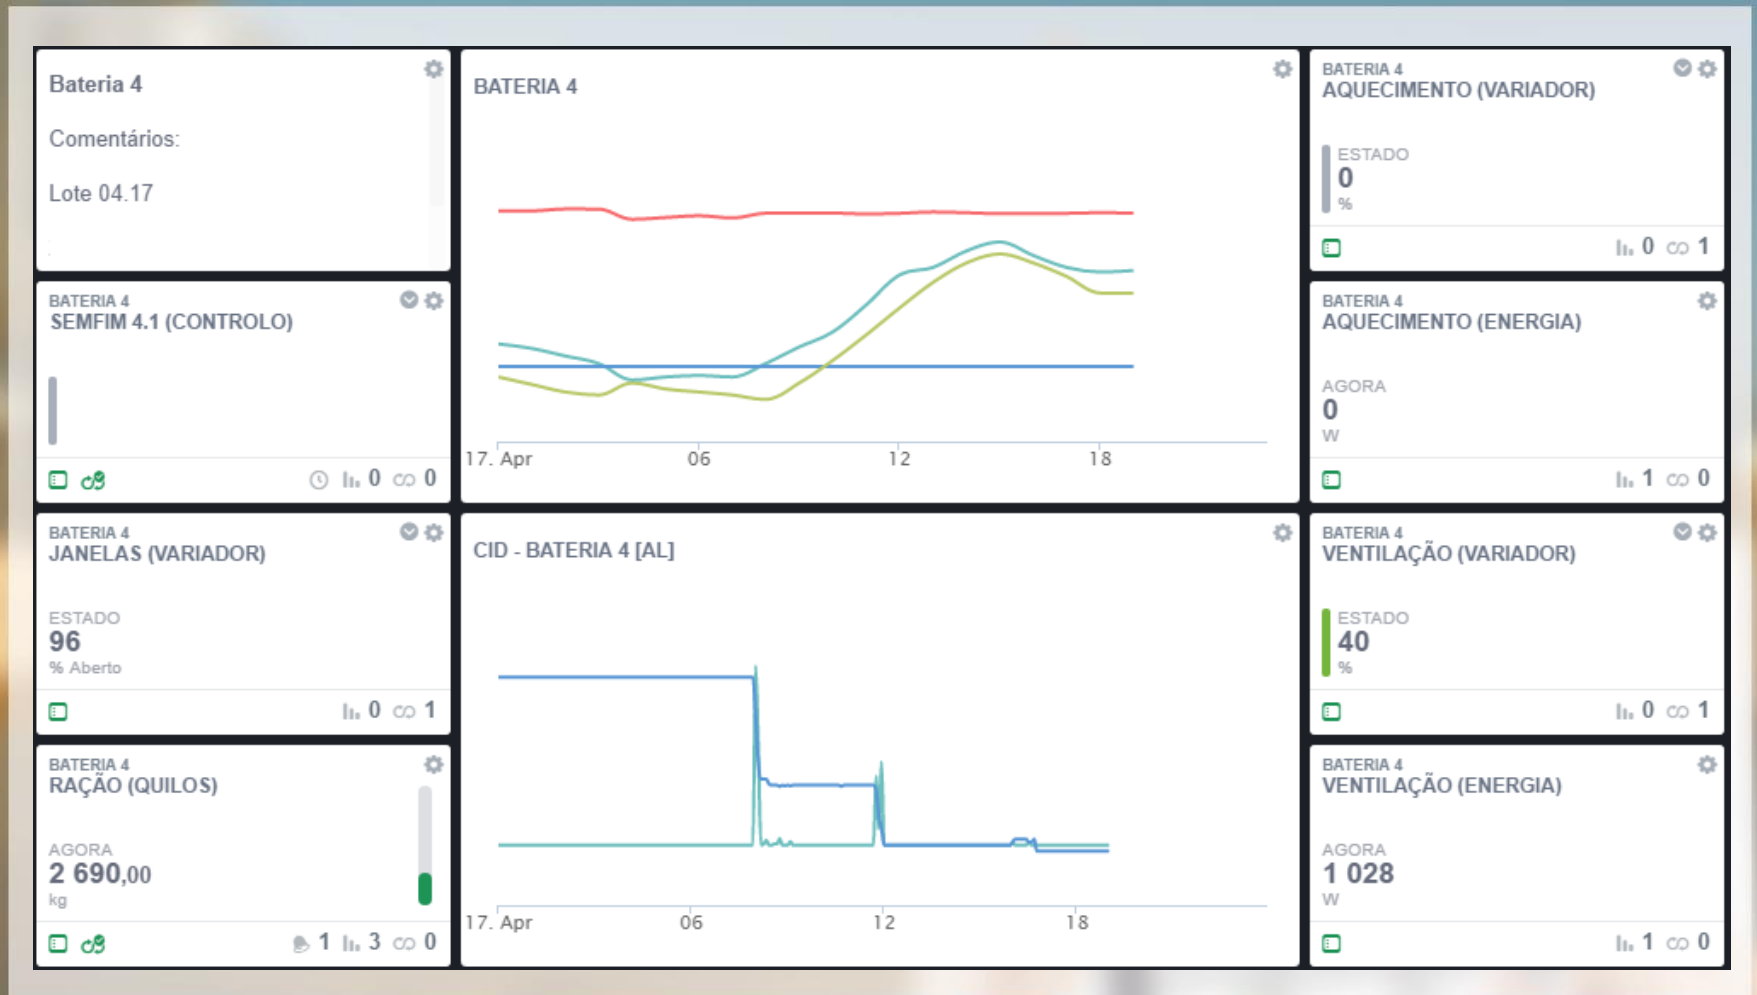 Bateria 4
Comentários:
Lote 04.17
BATERIA 4
SEMFIM 4.1 (CONTROLO)
0 0
BATERIA 4
JANELAS (VARIADOR)
ESTADO
96
% Aberto
0 1
BATERIA 4
RAÇÃO (QUILOS)
AGORA
2 690,00
kg
1 3 0
BATERIA 4
17. Apr 06 12 18
CID - BATERIA 4 [AL]
17. Apr 06 12 18
BATERIA 4
AQUECIMENTO (VARIADOR)
ESTADO
0
%
0 1
BATERIA 4
AQUECIMENTO (ENERGIA)
AGORA
0
W
1 0
BATERIA 4
VENTILAÇÃO (VARIADOR)
ESTADO
40
%
0 1
BATERIA 4
VENTILAÇÃO (ENERGIA)
AGORA
1 028
W
1 0